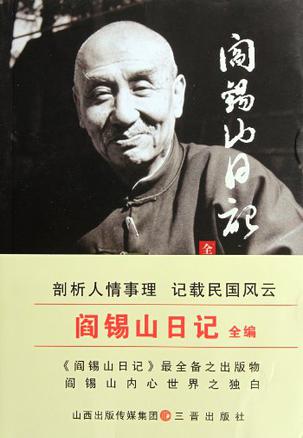 阎锡山日记
全
剖析人情事理 记载民国风云
阎锡山日记 全编
《阎锡山日记》最全备之出版物
阎锡山内心世界之独白
山西出版传媒集团 三晋出版社